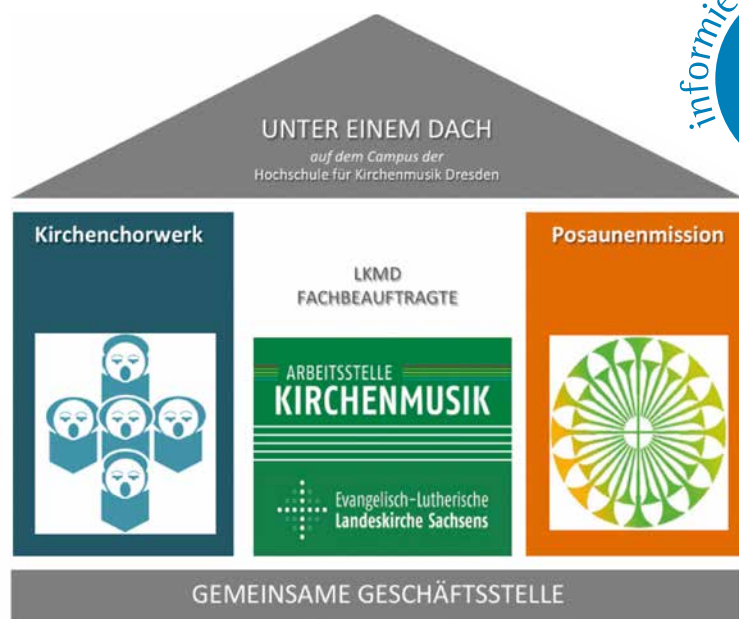 UNTER EINEM DACH
auf dem Campus der
Hochschule für Kirchenmusik Dresden
Kirchenchorwerk
LKMD
FACHBEAUFTRAGTE
Posaunenmission
ARBEITSSTELLE
KIRCHENMUSIK
Evangelisch-Lutherische
Landeskirche Sachsens
GEMEINSAME GESCHÄFTSSTELLE